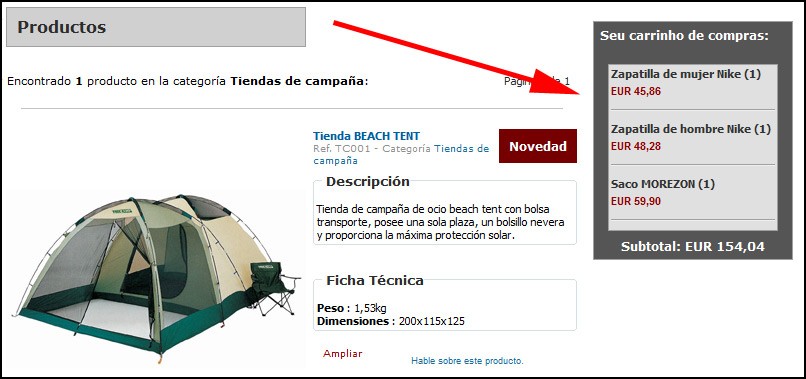 Productos
Encontrado 1 producto en la categoría Tiendas de campaña:
1
Tienda BEACH TENT
Ref. TC001 - Categoría Tiendas de
campaña
Novedad
Descripción
Tienda de campaña de ocio beach tent con bolsa
transporte, posee una sola plaza, un bolsillo nevera
y proporciona la máxima protección solar.
Ficha Técnica
Peso : 1,53kg
Dimensiones : 200x115x125
Ampliar
Hable sobre este producto.
Seu carrinho de compras:
Zapatilla de mujer Nike (1)
EUR 45,86
Zapatilla de hombre Nike (1)
EUR 48,28
Saco MOREZON (1)
EUR 59,90
Subtotal: EUR 154,04